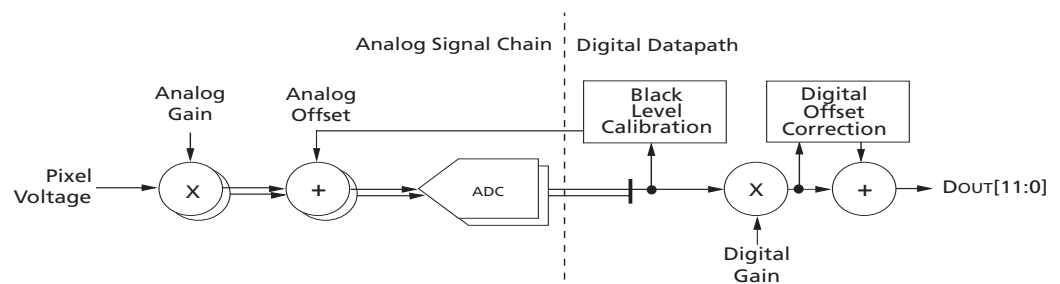 Analog Signal Chain
Digital Datapath
Analog
Gain
Analog
Offset
Black
Level
Calibration
Digital
Offset
Correction
Pixel
Voltage
X
+
ADC
X
+
DOUT[11:0]
Digital
Gain